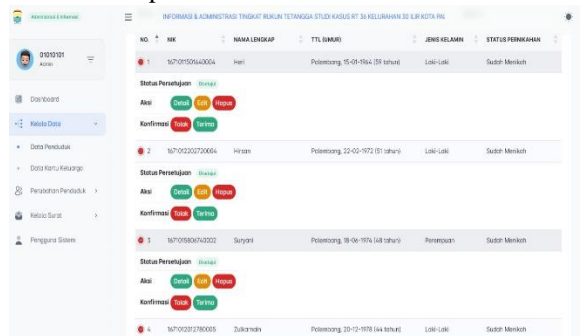 Administrasi & Informasi
INFORMASI & ADMINISTRASI TINGKAT RUKUN TETANGGA STUDI KASUS RT 36 KELURAHAN 30 ILIR KOTA PAL
01010101
Admin
Dashboard
Kelola Data
Data Penduduk
Data Kartu Keluarga
Perubahan Penduduk
Kelola Surat
Pengguna Sistem
NO. NIK NAMA LENGKAP TTL (UMUR) JENIS KELAMIN STATUS PERNIKAHAN
1 Heri Palembang, 15-01-1964 (59 tahun) Laki-Laki Sudah Menikah
Status Persetujuan Disetujui
Aksi Detail Edit Hapus
Konfirmasi Tolak Terima
2 1671012202720004 Hirsan Palembang, 22-02-1972 (51 tahun) Laki-Laki Sudah Menikah
Status Persetujuan Disetujui
Aksi Detail Edit Hapus
Konfirmasi Tolak Terima
3 1671015806740002 Suryani Palembang, 18-06-1974 (48 tahun) Perempuan Sudah Menikah
Status Persetujuan Disetujui
Aksi Detail Edit Hapus
Konfirmasi Tolak Terima
4 1671012012780005 Zulkarnain Palembang, 20-12-1978 (44 tahun) Laki-Laki Sudah Menikah